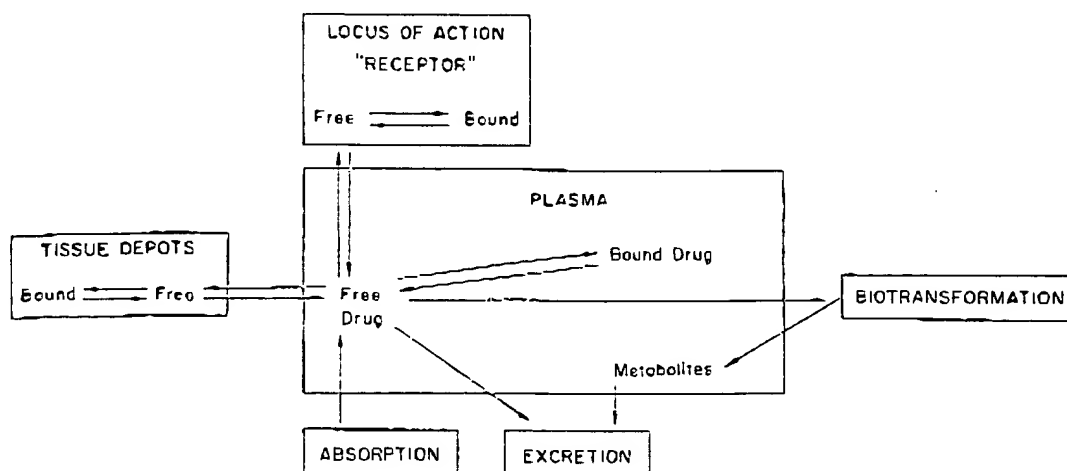 LOCUS OF ACTION
"RECEPTOR"
Free Bound
PLASMA
TISSUE DEPOTS
Bound Free
Bound Drug
Free
Drug
BIOTRANSFORMATION
Metabolites
ABSORPTION
EXCRETION